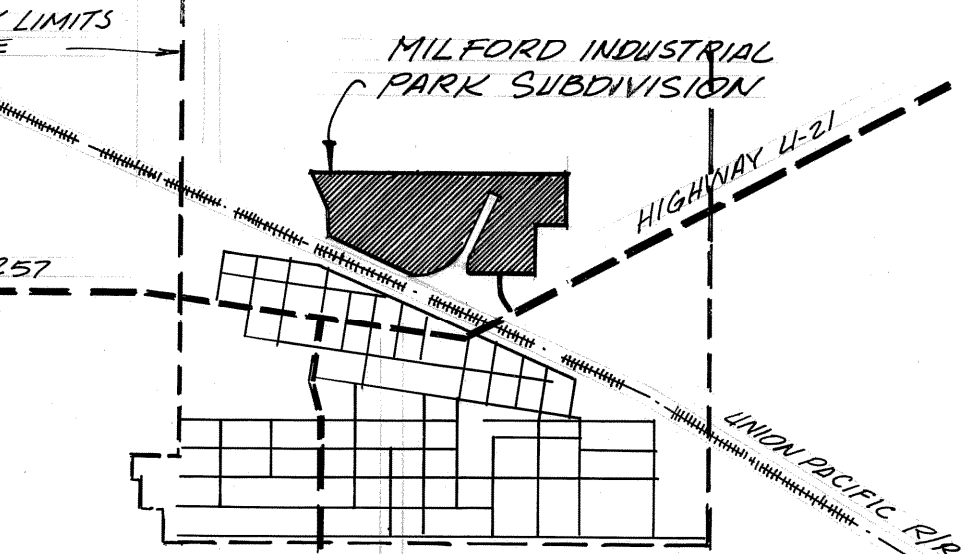 LIMITS
MILFORD INDUSTRIAL
PARK SUBDIVISION
HIGHWAY U-21
257
UNION PACIFIC R/R